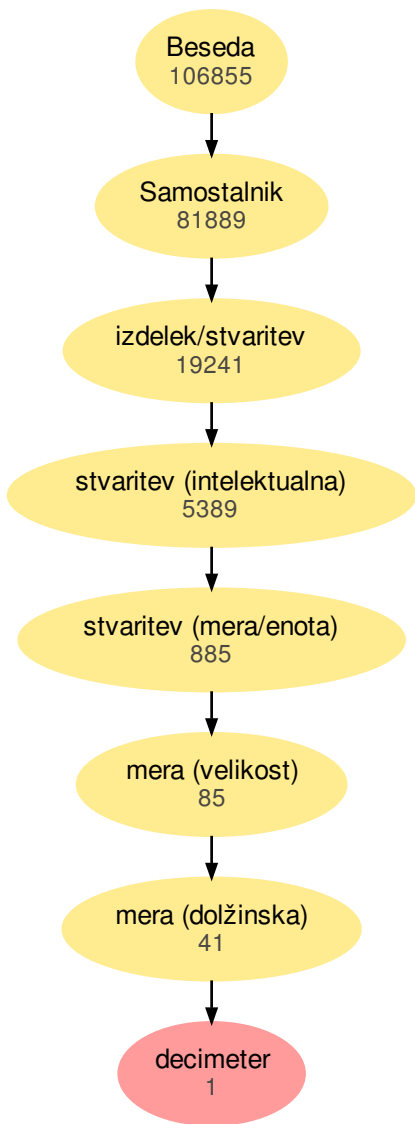 Beseda
106855
Samostalnik
81889
izdelek/stvaritev
19241
stvaritev (intelektualna)
5389
stvaritev (mera/enota)
885
mera (velikost)
85
mera (dolžinska)
41
decimeter
1